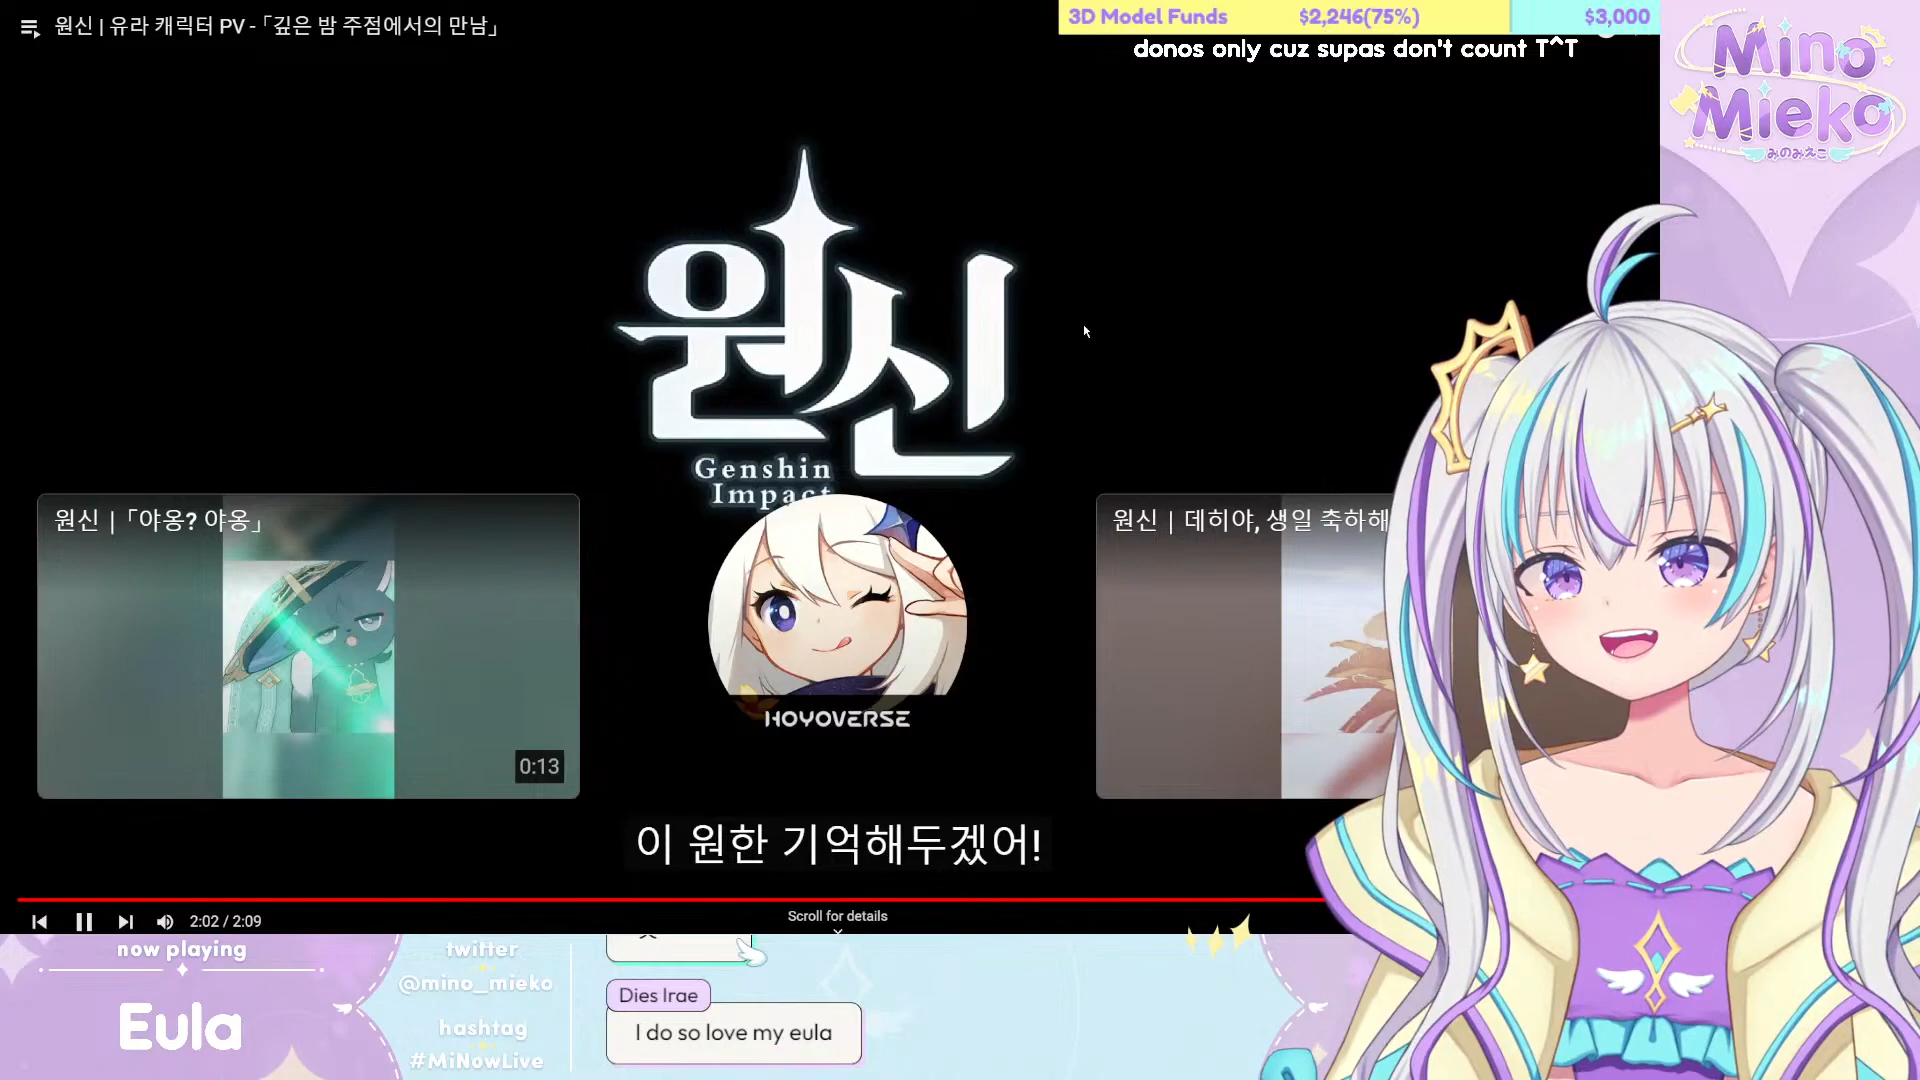 원신 | 유라 캐릭터 PV -「깊은 밤 주점에서의 만남」
3D Model Funds $2,246(75%) $3,000
donos only cuz supas don't count T^T
Mino
Mieko
みのみえこ
원신
Genshin
Impact
원신 |「야옹? 야옹」
0:13
HOYOVERSE
원신 | 데히야, 생일 축하해
이 원한 기억해두겠어!
2:02 / 2:09
Scroll for details
now playing
Eula
twitter
@mino_mieko
hashtag
#MiNowLive
Dies Irae
I do so love my eula